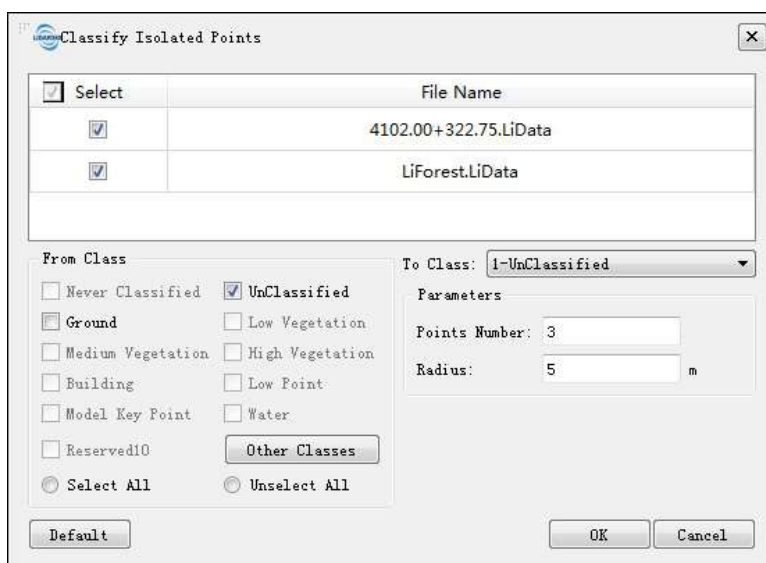 Classify Isolated Points
Select File Name
4102.00+322.75.LiData
LiForest.LiData
From Class
Never Classified UnClassified
Ground Low Vegetation
Medium Vegetation High Vegetation
Building Low Point
Model Key Point Water
Reserved10 Other Classes
Select All Unselect All
To Class: 1-UnClassified
Parameters
Points Number: 3
Radius: 5 m
Default OK Cancel